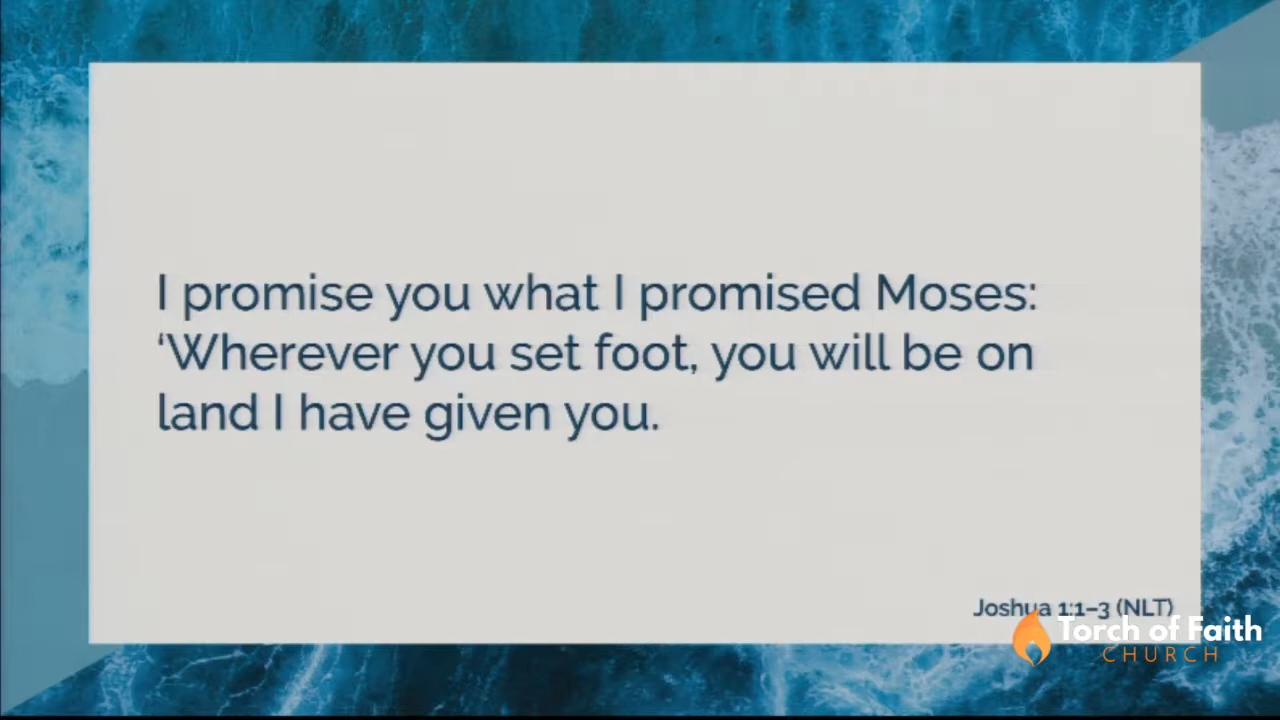 I promise you what I promised Moses:
‘Wherever you set foot, you will be on
land I have given you.
Joshua 1:1–3 (NLT)
Torch of Faith
CHURCH